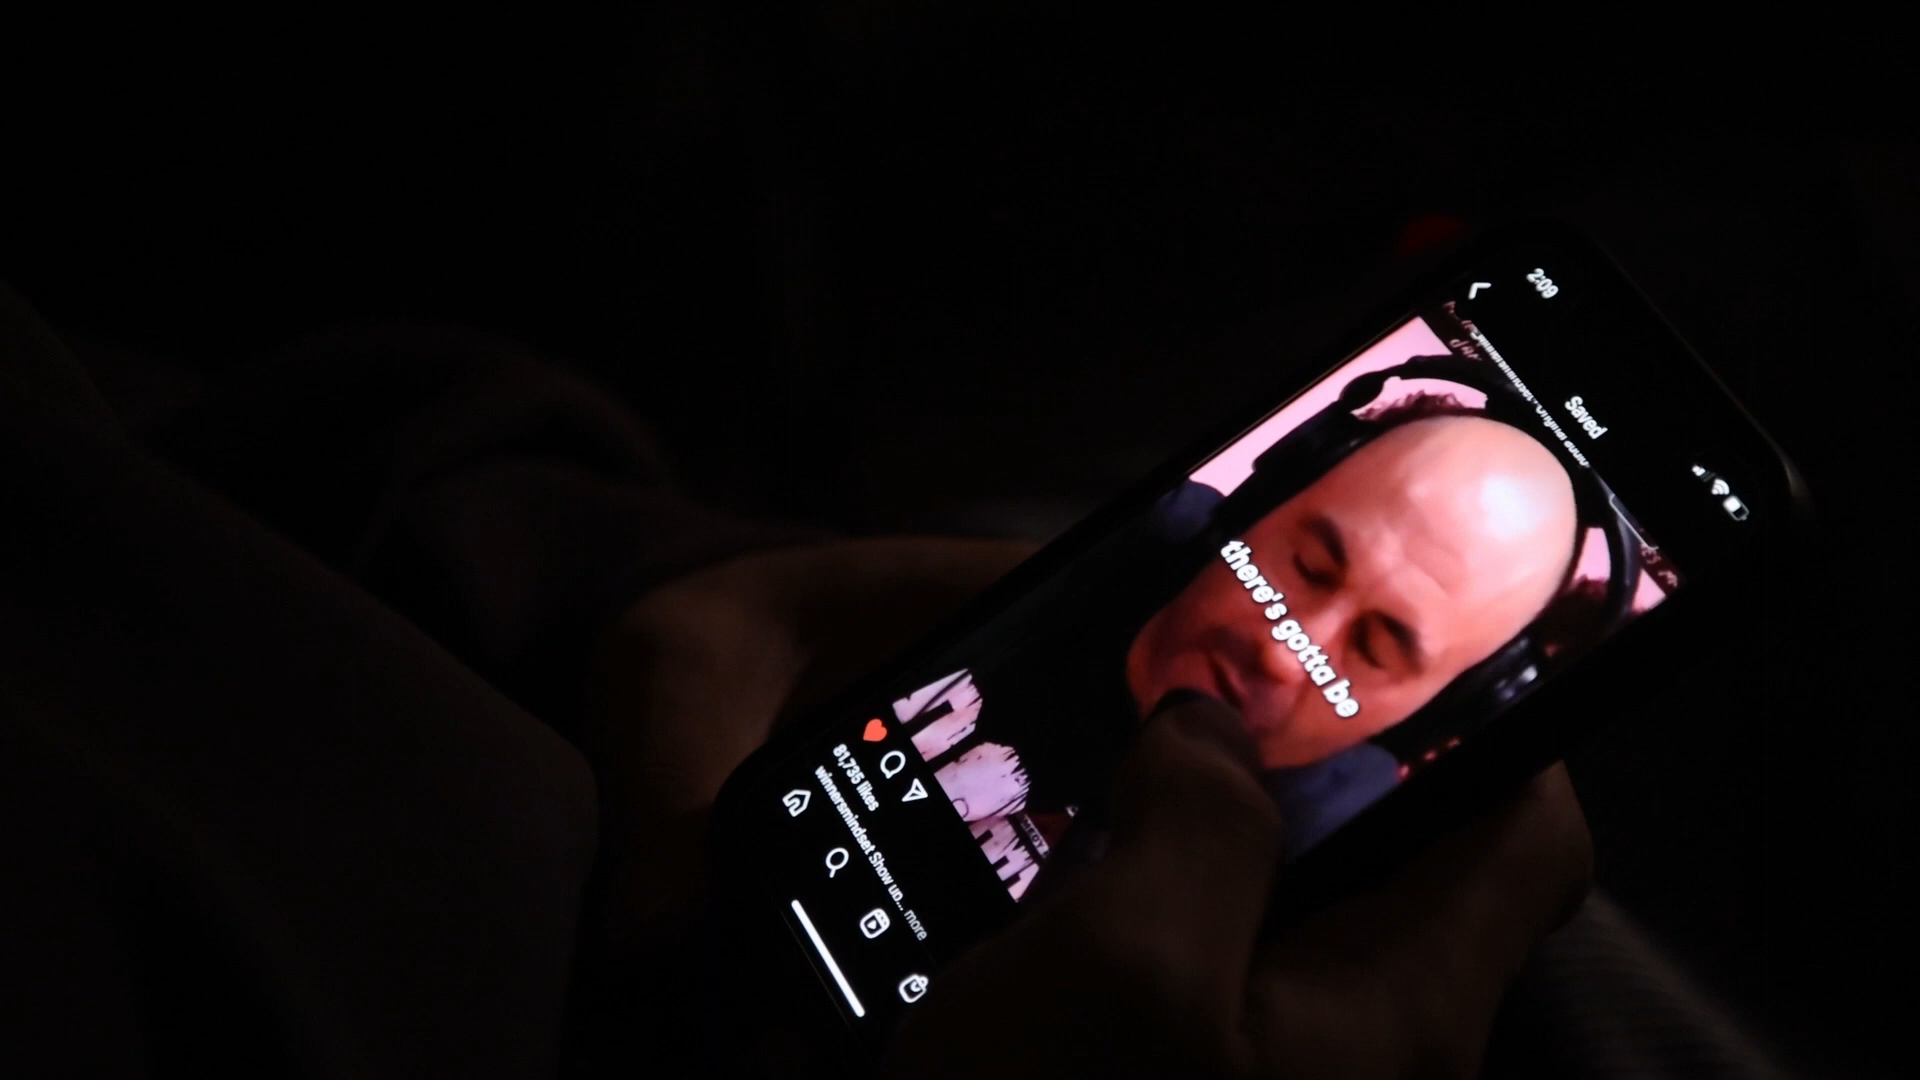 2:09
Saved
there's gotta be
81,735 likes
winnersmindset Show up... more